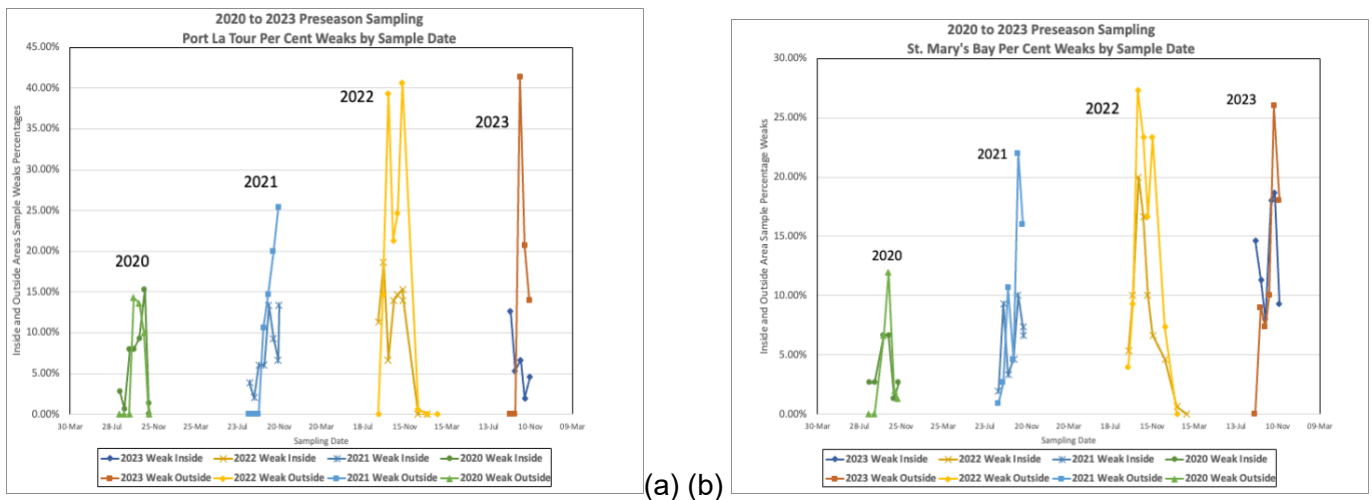 2020 to 2023 Preseason Sampling
Port La Tour Per Cent Weaks by Sample Date
Inside and Outside Areas Sample Weaks Percentages
45.00%
40.00%
35.00%
30.00%
25.00%
20.00%
15.00%
10.00%
5.00%
0.00%
2020
2021
2022
2023
30-Mar
28-Jul
25-Nov
25-Mar
23-Jul
20-Nov
20-Mar
18-Jul
15-Nov
15-Mar
13-Jul
10-Nov
09-Mar
Sampling Date
2023 Weak Inside
2022 Weak Inside
2021 Weak Inside
2020 Weak Inside
2023 Weak Outside
2022 Weak Outside
2021 Weak Outside
2020 Weak Outside
(a) (b)
2020 to 2023 Preseason Sampling
St. Mary's Bay Per Cent Weaks by Sample Date
Inside and Outside Area Sample Percentage Weaks
30.00%
25.00%
20.00%
15.00%
10.00%
5.00%
0.00%
2020
2021
2022
2023
30-Mar
28-Jul
25-Nov
25-Mar
23-Jul
20-Nov
20-Mar
18-Jul
15-Nov
15-Mar
13-Jul
10-Nov
09-Mar
Sampling Date
2023 Weak Inside
2022 Weak Inside
2021 Weak Inside
2020 Weak Inside
2023 Weak Outside
2022 Weak Outside
2021 Weak Outside
2020 Weak Outside